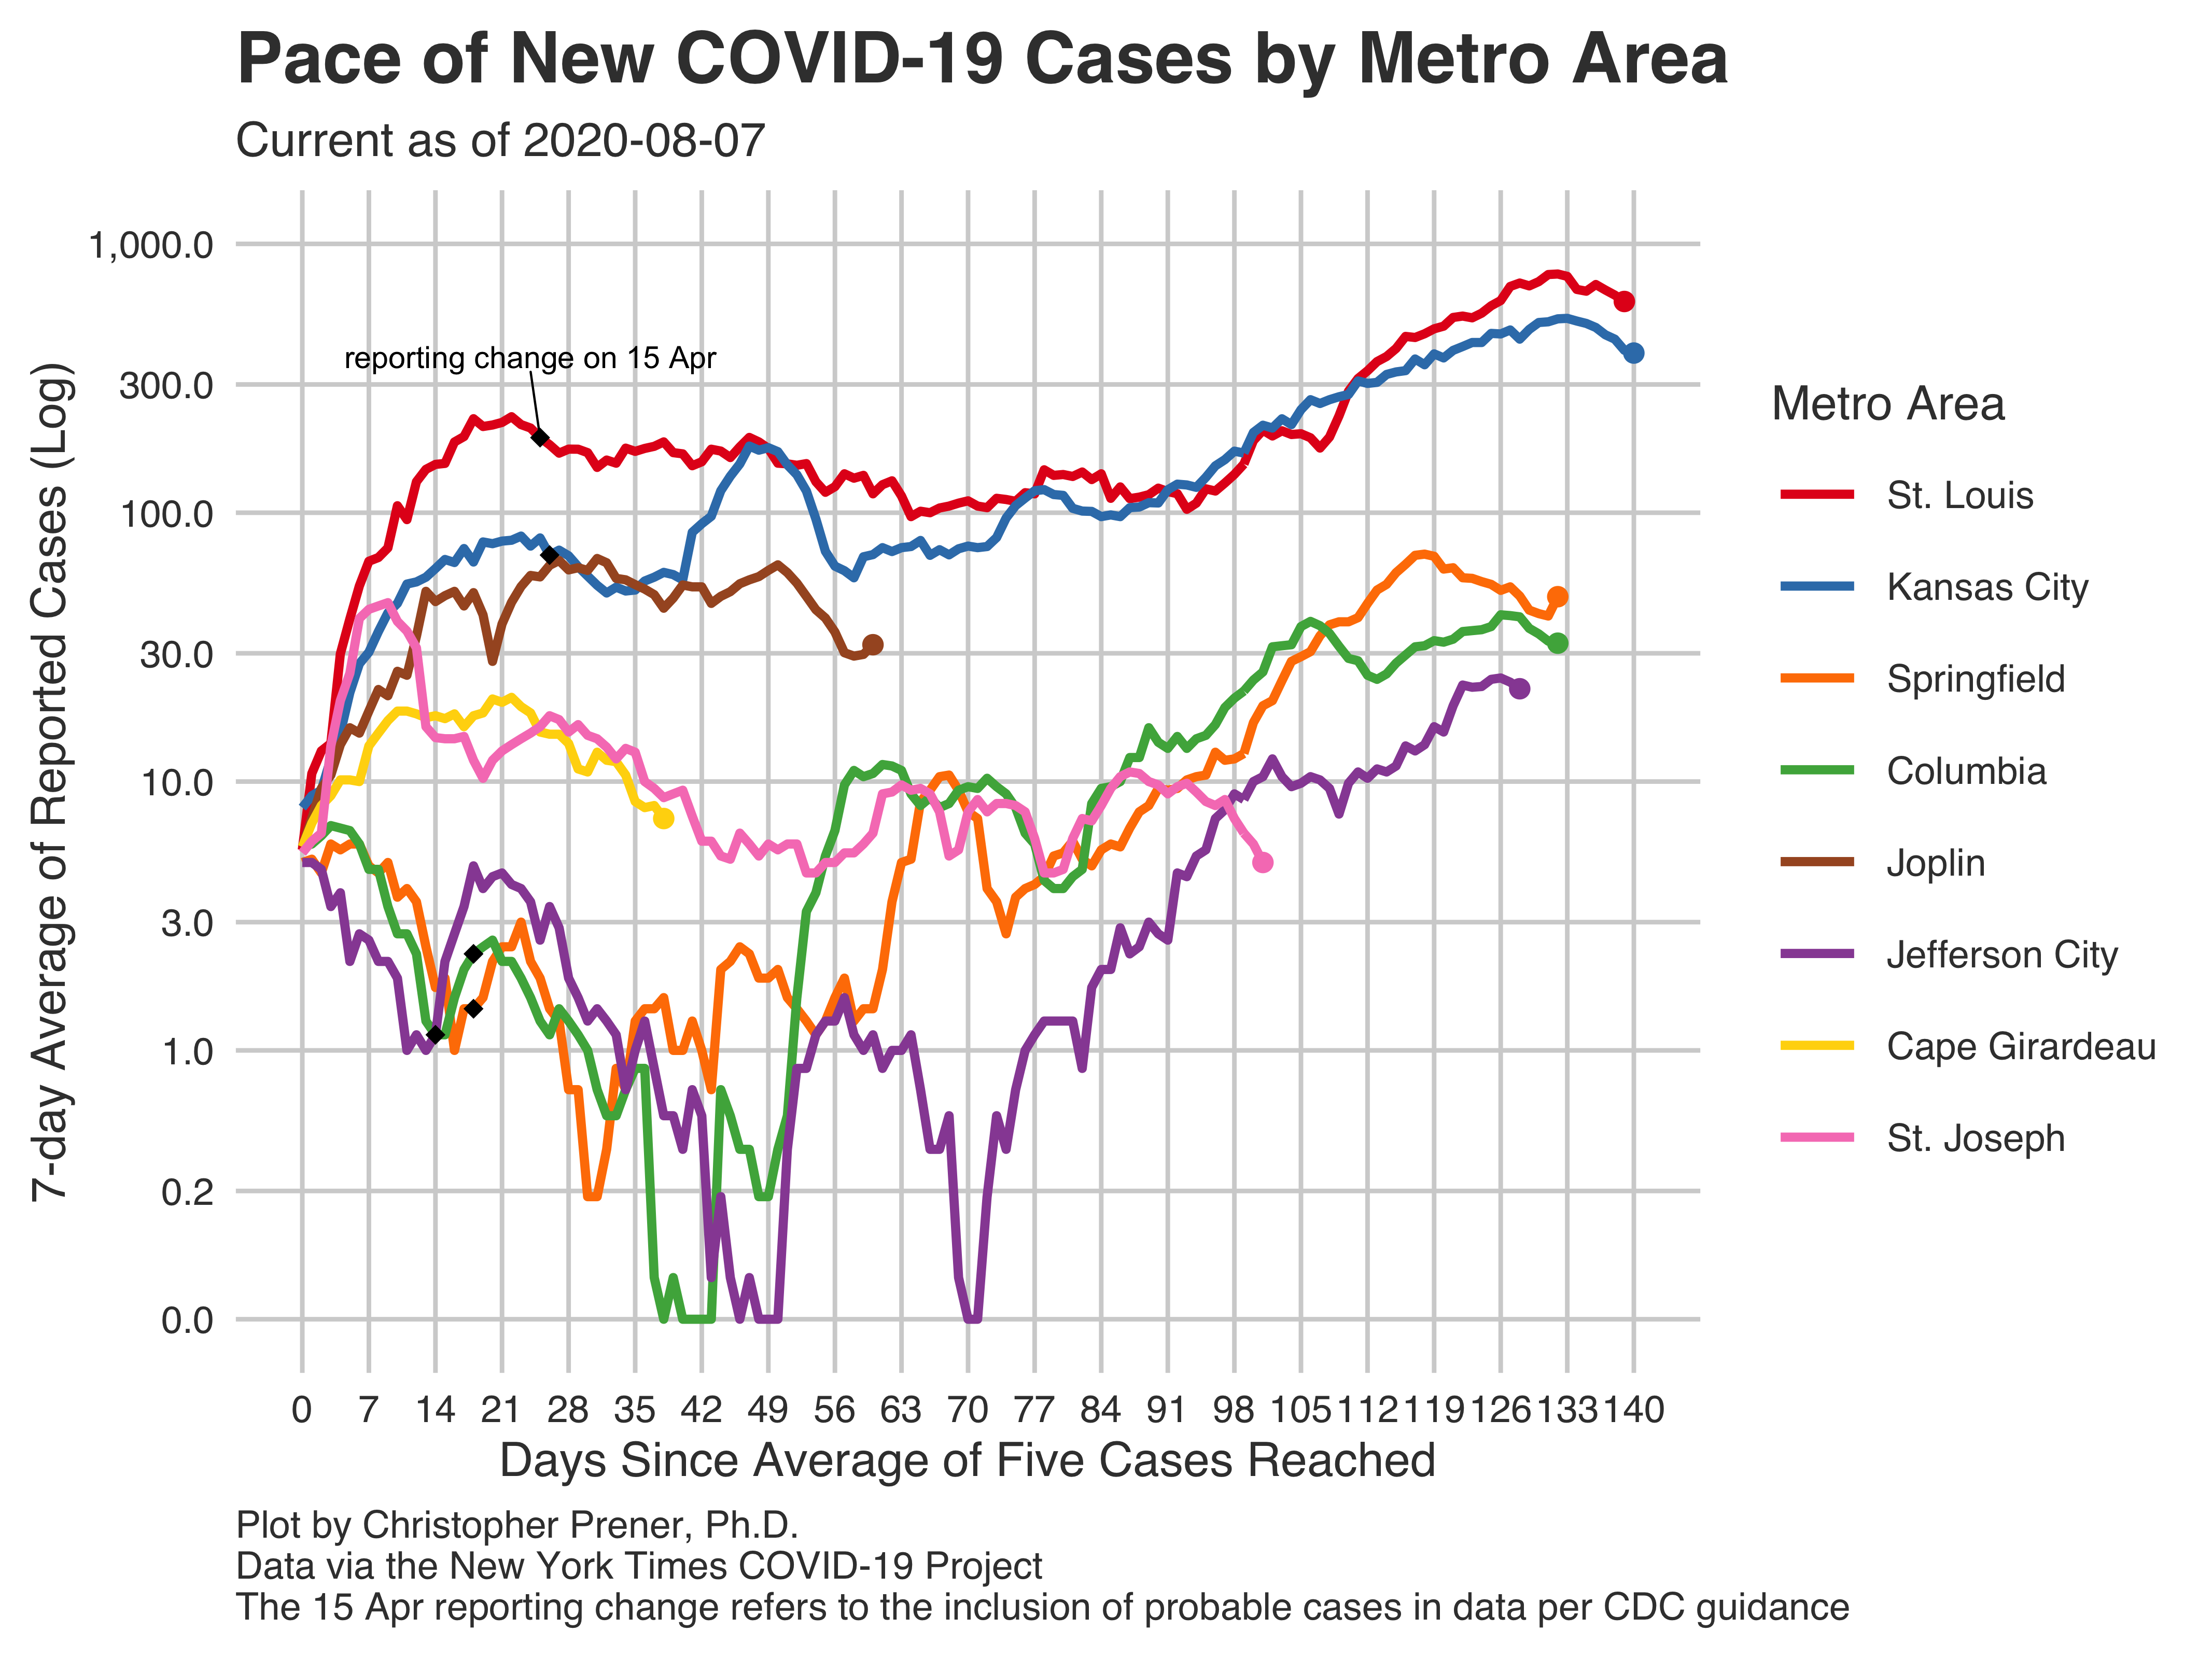 Pace of New COVID-19 Cases by Metro Area
Current as of 2020-08-07
7-day Average of Reported Cases (Log)
1,000.0
300.0
100.0
30.0
10.0
3.0
1.0
0.2
0.0
reporting change on 15 Apr
0 7 14 21 28 35 42 49 56 63 70 77 84 91 98 105 112 119 126 133 140
Days Since Average of Five Cases Reached
Metro Area
St. Louis
Kansas City
Springfield
Columbia
Joplin
Jefferson City
Cape Girardeau
St. Joseph
Plot by Christopher Prener, Ph.D.
Data via the New York Times COVID-19 Project
The 15 Apr reporting change refers to the inclusion of probable cases in data per CDC guidance